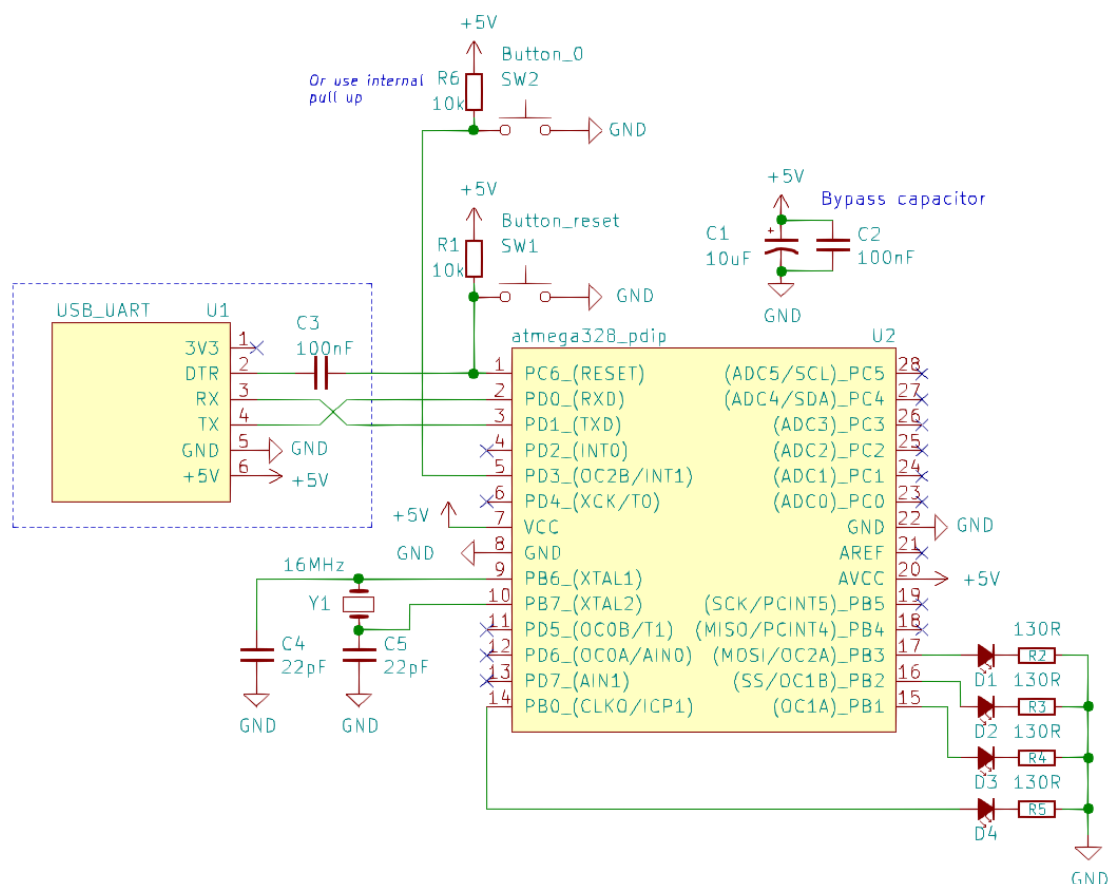 +5V
Button_0
SW2
Or use internal
pull up
R6
10k
GND
+5V
Button_reset
SW1
R1
10k
GND
+5V
Bypass capacitor
C1
10uF
C2
100nF
GND
USB_UART
U1
3V3
1
DTR
2
RX
3
TX
4
GND
5
+5V
6
C3
100nF
GND
+5V
atmega328_pdip
U2
1
PC6_(RESET)
2
PD0_(RXD)
3
PD1_(TXD)
4
PD2_(INT0)
5
PD3_(OC2B/INT1)
6
PD4_(XCK/T0)
7
VCC
8
GND
9
PB6_(XTAL1)
10
PB7_(XTAL2)
11
PD5_(OC0B/T1)
12
PD6_(OC0A/AIN0)
13
PD7_(AIN1)
14
PB0_(CLKO/ICP1)
(ADC5/SCL)_PC5
28
(ADC4/SDA)_PC4
27
(ADC3)_PC3
26
(ADC2)_PC2
25
(ADC1)_PC1
24
(ADC0)_PC0
23
GND
22
AREF
21
AVCC
20
(SCK/PCINT5)_PB5
19
(MISO/PCINT4)_PB4
18
(MOSI/OC2A)_PB3
17
(SS/OC1B)_PB2
16
(OC1A)_PB1
15
+5V
GND
GND
+5V
16MHz
Y1
C4
22pF
C5
22pF
GND
GND
130R
R2
D1
130R
R3
D2
130R
R4
D3
130R
R5
D4
GND